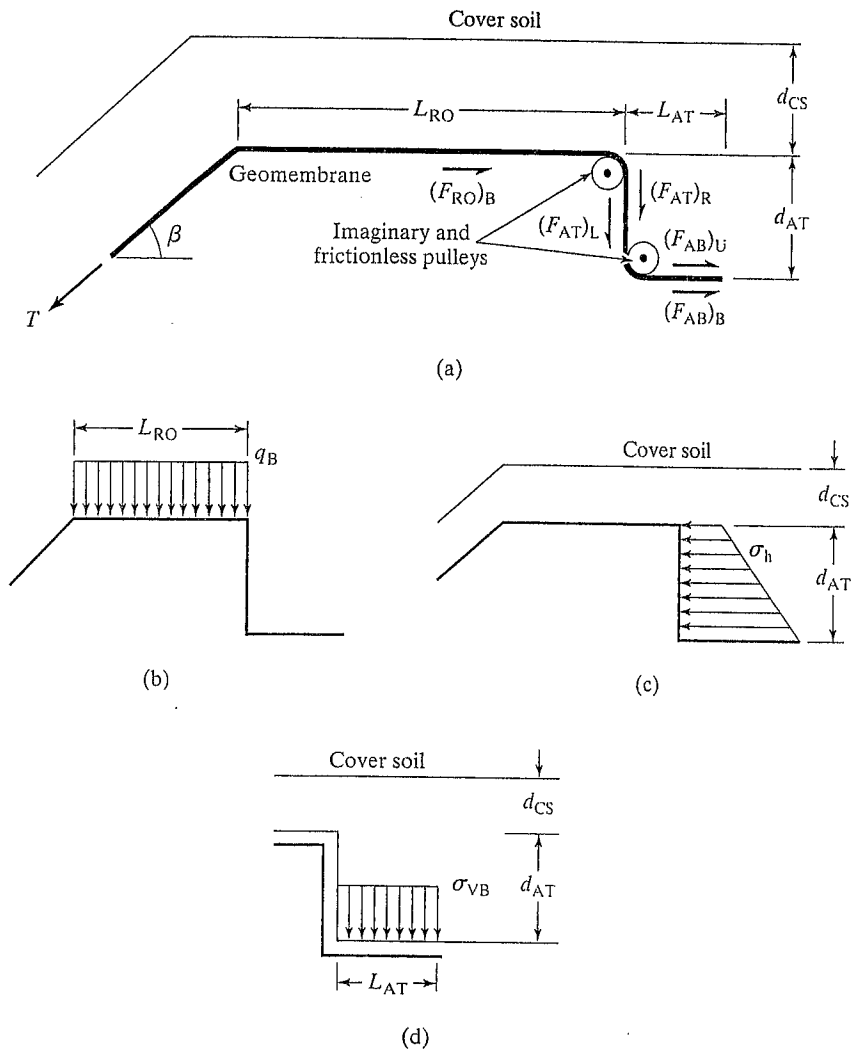 Cover soil
L_RO
L_AT
d_CS
Geomembrane
(F_RO)_B
(F_AT)_L
(F_AT)_R
d_AT
β
Imaginary and
frictionless pulleys
(F_AB)_U
(F_AB)_B
T
(a)
L_RO
q_B
(b)
Cover soil
d_CS
σ_h
d_AT
(c)
Cover soil
d_CS
σ_VB
d_AT
L_AT
(d)